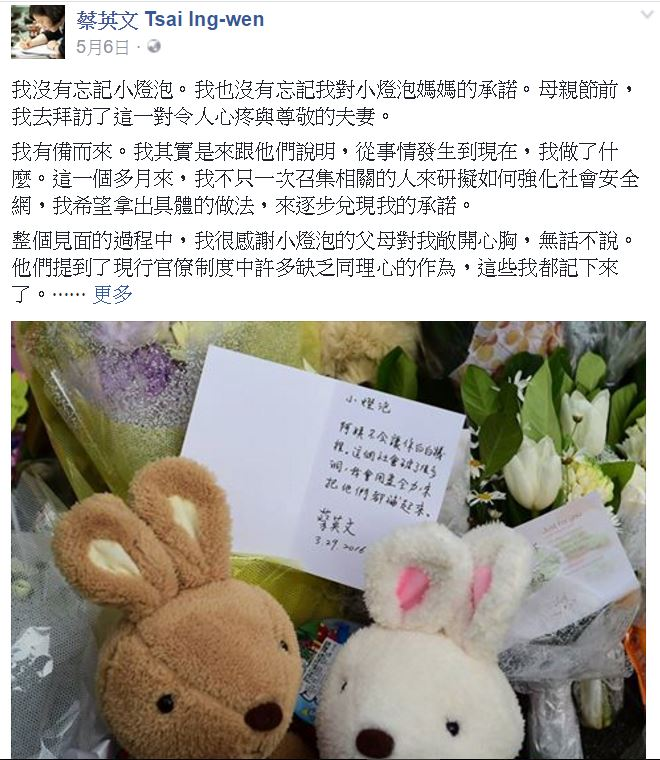 蔡英文 Tsai Ing-wen
5月6日 ·
我沒有忘記小燈泡。我也沒有忘記我對小燈泡媽媽的承諾。母親節前，
我去拜訪了這一對令人心疼與尊敬的夫妻。
我有備而來。我其實是來跟他們說明，從事情發生到現在，我做了什
麼。這一個多月來，我不只一次召集相關的人來研擬如何強化社會安全
網，我希望拿出具體的做法，來逐步兌現我的承諾。
整個見面的過程中，我很感謝小燈泡的父母對我敞開心胸，無話不說。
他們提到了現行官僚制度中許多缺乏同理心的作為，這些我都記下來
了。…… 更多
小燈泡
阿姨不會讓你白白犧
牲。這個社會破了很多
洞，我會用盡全力，來
把他們都補起來。
蔡英文
3.29.2016
Just for you